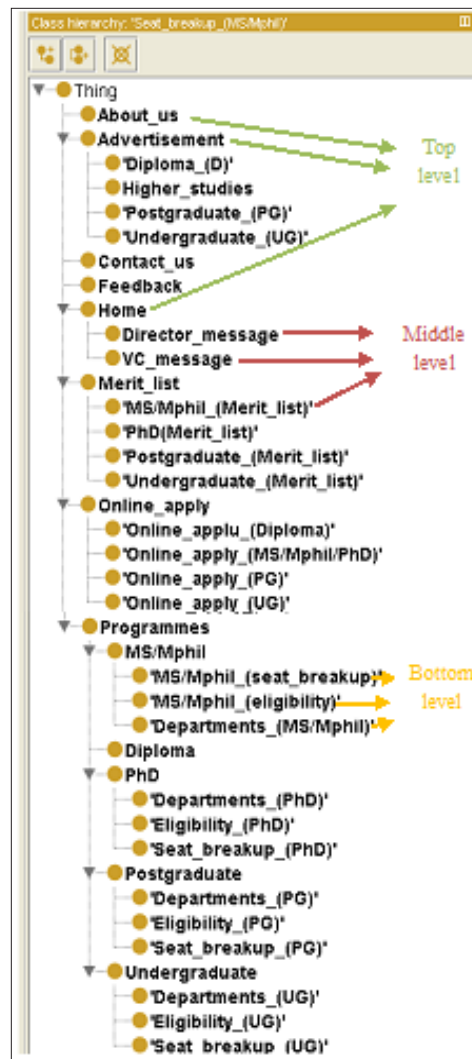 Class hierarchy: 'Seat_breakup_(MS/Mphil)'
Thing
About_us
Advertisement
'Diploma_(D)'
Higher_studies
'Postgraduate_(PG)'
'Undergraduate_(UG)'
Contact_us
Feedback
Home
Director_message
VC_message
Merit_list
'MS/Mphil_(Merit_list)'
'PhD(Merit_list)'
'Postgraduate_(Merit_list)'
'Undergraduate_(Merit_list)'
Online_apply
'Online_applu_(Diploma)'
'Online_apply_(MS/Mphil/PhD)'
'Online_apply_(PG)'
'Online_apply_(UG)'
Programmes
MS/Mphil
'MS/Mphil_(seat_breakup)'
'MS/Mphil_(eligibility)'
'Departments_(MS/Mphil)'
Diploma
PhD
'Departments_(PhD)'
'Eligibility_(PhD)'
'Seat_breakup_(PhD)'
Postgraduate
'Departments_(PG)'
'Eligibility_(PG)'
'Seat_breakup_(PG)'
Undergraduate
'Departments_(UG)'
'Eligibility_(UG)'
'Seat_breakup_(UG)'
Top
level
Middle
level
Bottom
level